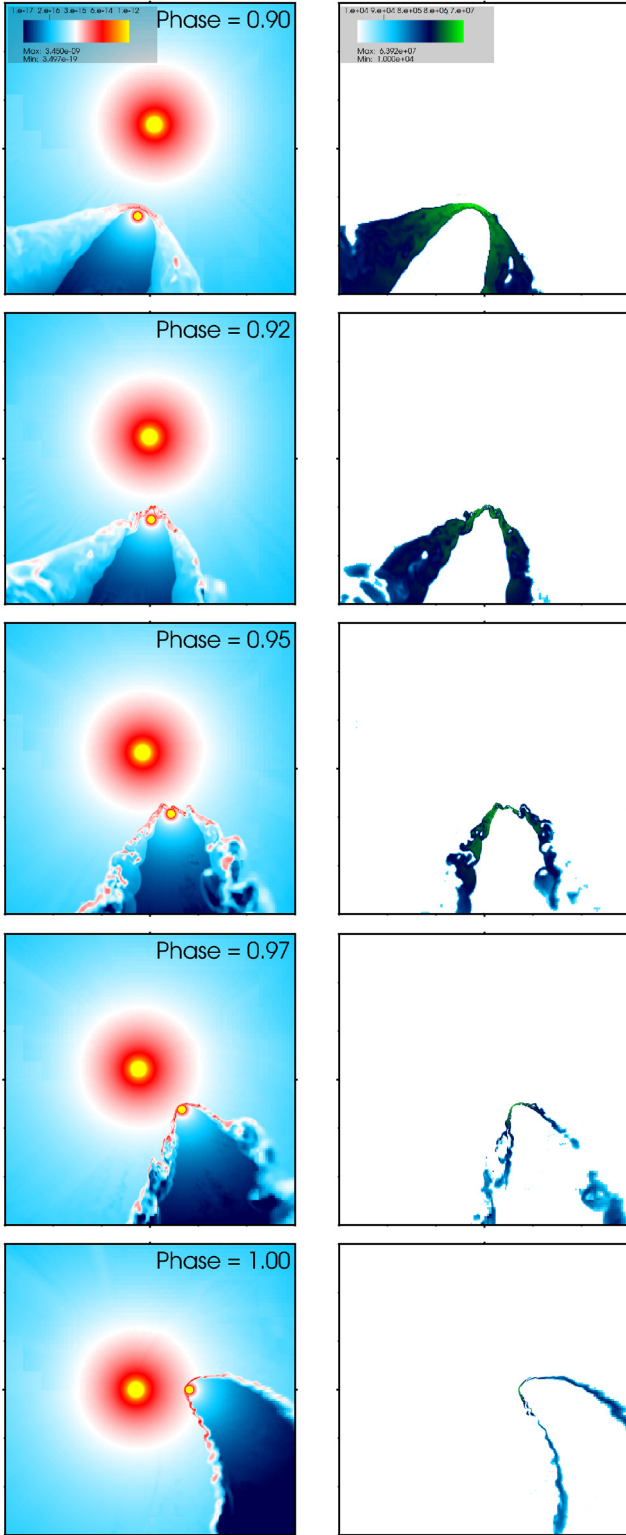 1.e-17 2.e-16 3.e-15 6.e-14 1.e-12
Max: 3.450e-09
Min: 3.497e-19
Phase = 0.90
1.e+04 9.e+04 8.e+05 8.e+06 7.e+07
Max: 6.392e+07
Min: 1.000e+04
Phase = 0.92
Phase = 0.95
Phase = 0.97
Phase = 1.00